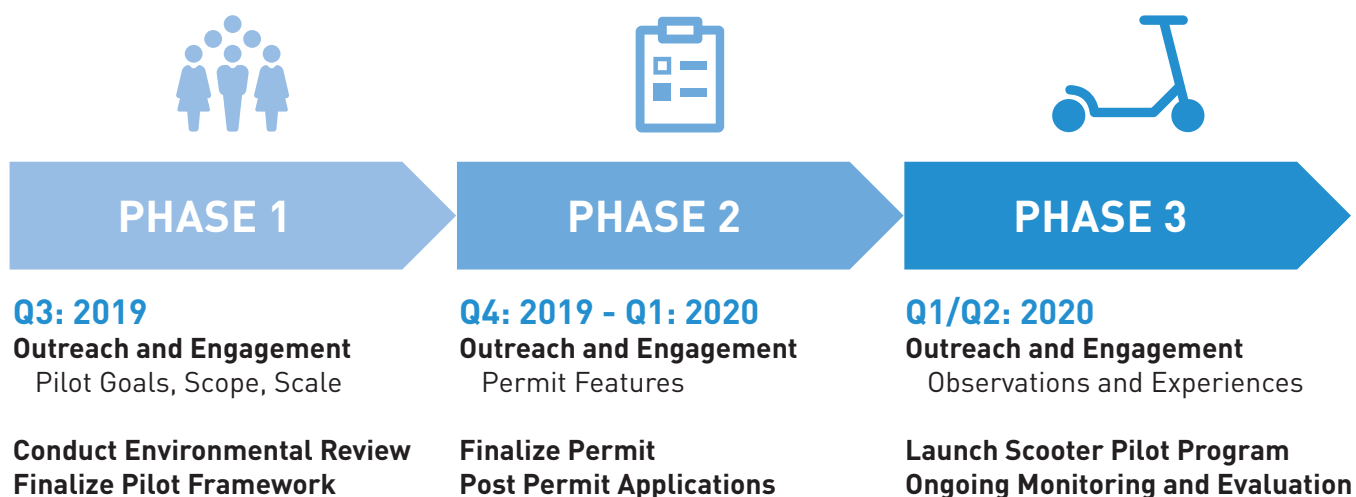 PHASE 1
PHASE 2
PHASE 3
Q3: 2019
Outreach and Engagement
Pilot Goals, Scope, Scale
Conduct Environmental Review
Finalize Pilot Framework
Q4: 2019 - Q1: 2020
Outreach and Engagement
Permit Features
Finalize Permit
Post Permit Applications
Q1/Q2: 2020
Outreach and Engagement
Observations and Experiences
Launch Scooter Pilot Program
Ongoing Monitoring and Evaluation